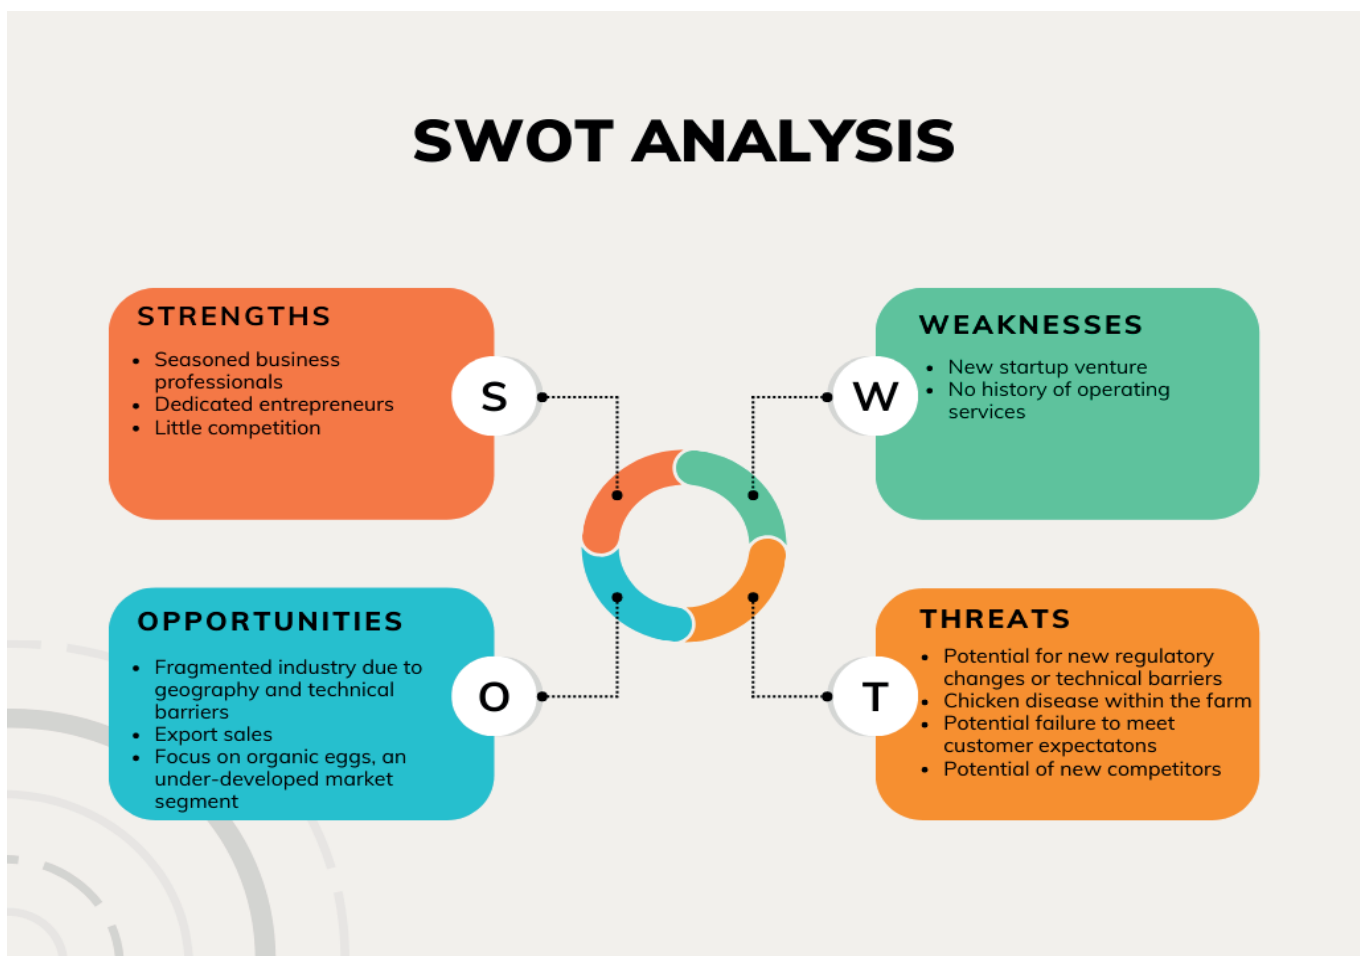 SWOT ANALYSIS
STRENGTHS
• Seasoned business
professionals
• Dedicated entrepreneurs
• Little competition
S
WEAKNESSES
• New startup venture
• No history of operating
services
W
OPPORTUNITIES
• Fragmented industry due to
geography and technical
barriers
• Export sales
• Focus on organic eggs, an
under-developed market
segment
O
THREATS
• Potential for new regulatory
changes or technical barriers
• Chicken disease within the farm
• Potential failure to meet
customer expectatons
• Potential of new competitors
T